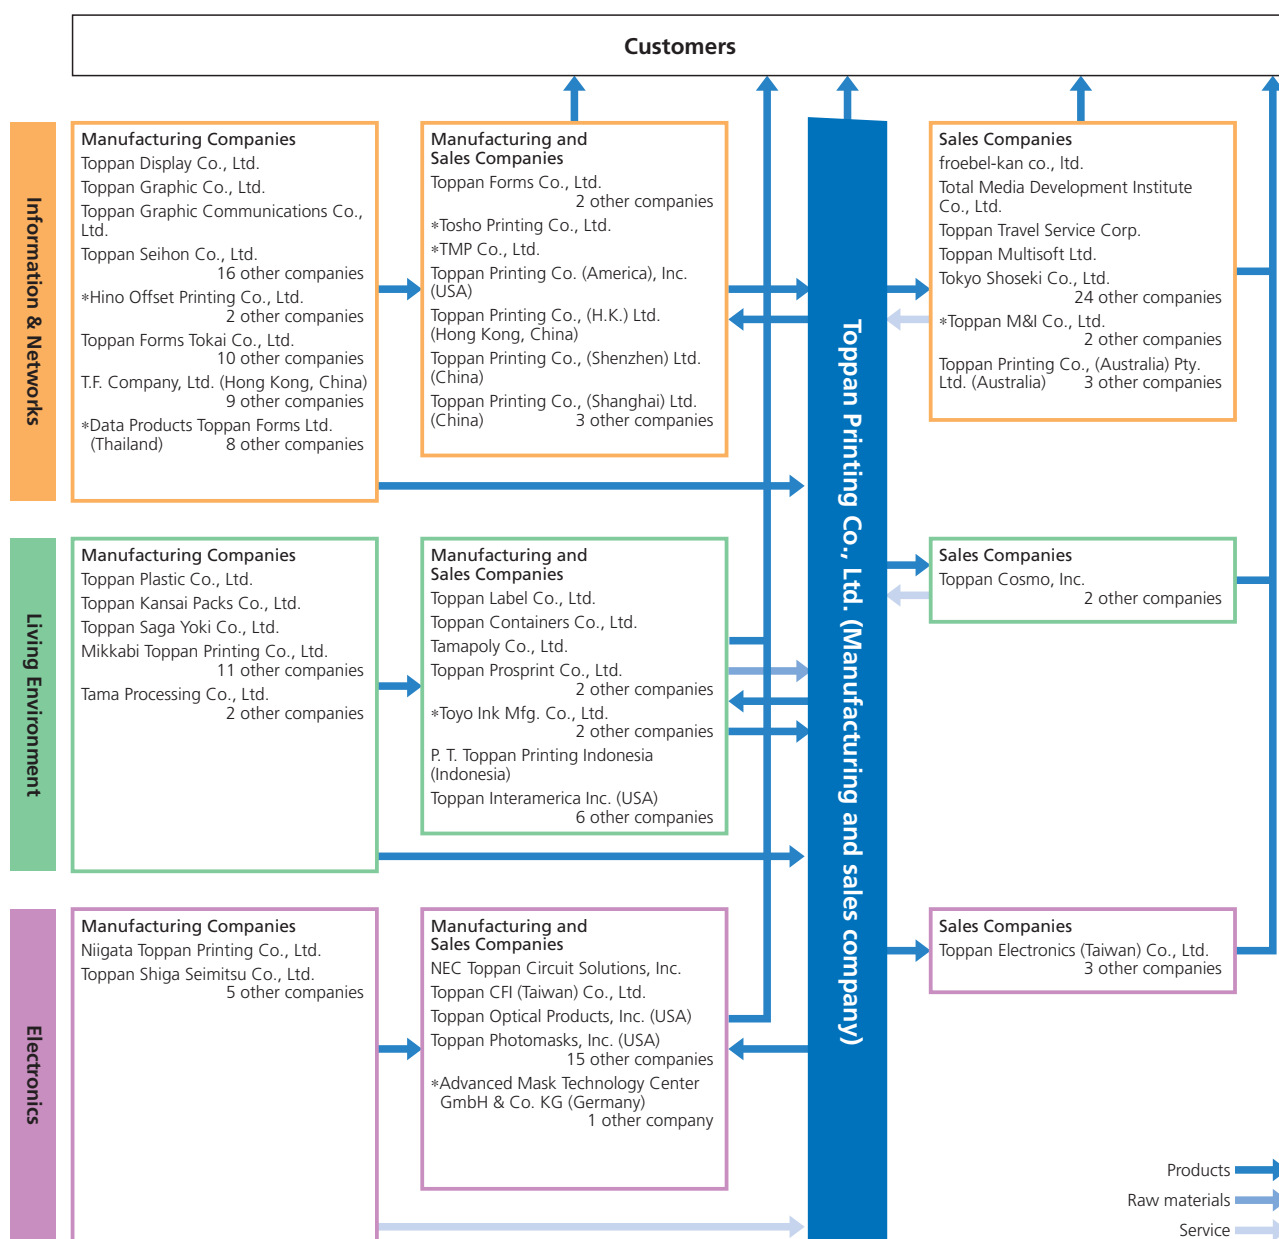 Customers
Information & Networks
Manufacturing Companies
Toppan Display Co., Ltd.
Toppan Graphic Co., Ltd.
Toppan Graphic Communications Co.,
Ltd.
Toppan Seihon Co., Ltd.
16 other companies
*Hino Offset Printing Co., Ltd.
2 other companies
Toppan Forms Tokai Co., Ltd.
10 other companies
T.F. Company, Ltd. (Hong Kong, China)
9 other companies
*Data Products Toppan Forms Ltd.
(Thailand) 8 other companies
Manufacturing and
Sales Companies
Toppan Forms Co., Ltd.
2 other companies
*Tosho Printing Co., Ltd.
*TMP Co., Ltd.
Toppan Printing Co. (America), Inc.
(USA)
Toppan Printing Co., (H.K.) Ltd.
(Hong Kong, China)
Toppan Printing Co., (Shenzhen) Ltd.
(China)
Toppan Printing Co., (Shanghai) Ltd.
(China) 3 other companies
Toppan Printing Co., Ltd. (Manufacturing and sales company)
Sales Companies
froebel-kan co., ltd.
Total Media Development Institute
Co., Ltd.
Toppan Travel Service Corp.
Toppan Multisoft Ltd.
Tokyo Shoseki Co., Ltd.
24 other companies
*Toppan M&I Co., Ltd.
2 other companies
Toppan Printing Co., (Australia) Pty.
Ltd. (Australia) 3 other companies
Living Environment
Manufacturing Companies
Toppan Plastic Co., Ltd.
Toppan Kansai Packs Co., Ltd.
Toppan Saga Yoki Co., Ltd.
Mikkabi Toppan Printing Co., Ltd.
11 other companies
Tama Processing Co., Ltd.
2 other companies
Manufacturing and
Sales Companies
Toppan Label Co., Ltd.
Toppan Containers Co., Ltd.
Tamapoly Co., Ltd.
Toppan Prosprint Co., Ltd.
2 other companies
*Toyo Ink Mfg. Co., Ltd.
2 other companies
P. T. Toppan Printing Indonesia
(Indonesia)
Toppan Interamerica Inc. (USA)
6 other companies
Sales Companies
Toppan Cosmo, Inc.
2 other companies
Electronics
Manufacturing Companies
Niigata Toppan Printing Co., Ltd.
Toppan Shiga Seimitsu Co., Ltd.
5 other companies
Manufacturing and
Sales Companies
NEC Toppan Circuit Solutions, Inc.
Toppan CFI (Taiwan) Co., Ltd.
Toppan Optical Products, Inc. (USA)
Toppan Photomasks, Inc. (USA)
15 other companies
*Advanced Mask Technology Center
GmbH & Co. KG (Germany)
1 other company
Sales Companies
Toppan Electronics (Taiwan) Co., Ltd.
3 other companies
Products
Raw materials
Service